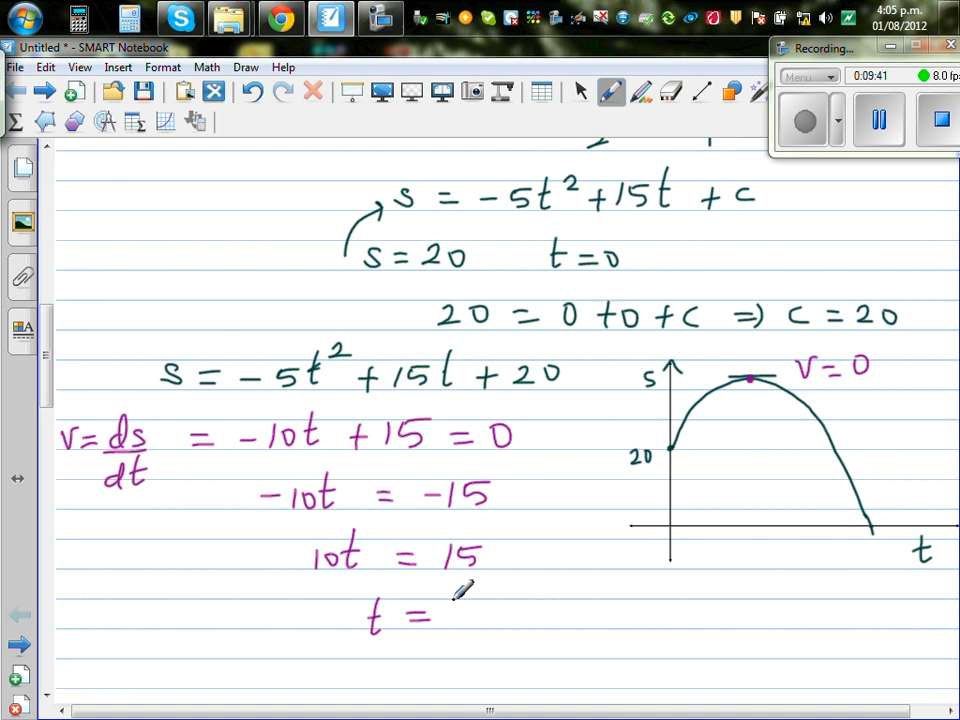 4:05 p.m.
01/08/2012
Untitled * - SMART Notebook
Recording...
File Edit View Insert Format Math Draw Help
Menu 0:09:41 8.0 fp
s = -5t² + 15t + c
s = 20 t = 0
20 = 0 + 0 + c ⇒ c = 20
s = -5t² + 15t + 20
s v = 0
v = ds/dt = -10t + 15 = 0
20
-10t = -15
10t = 15
t
t =